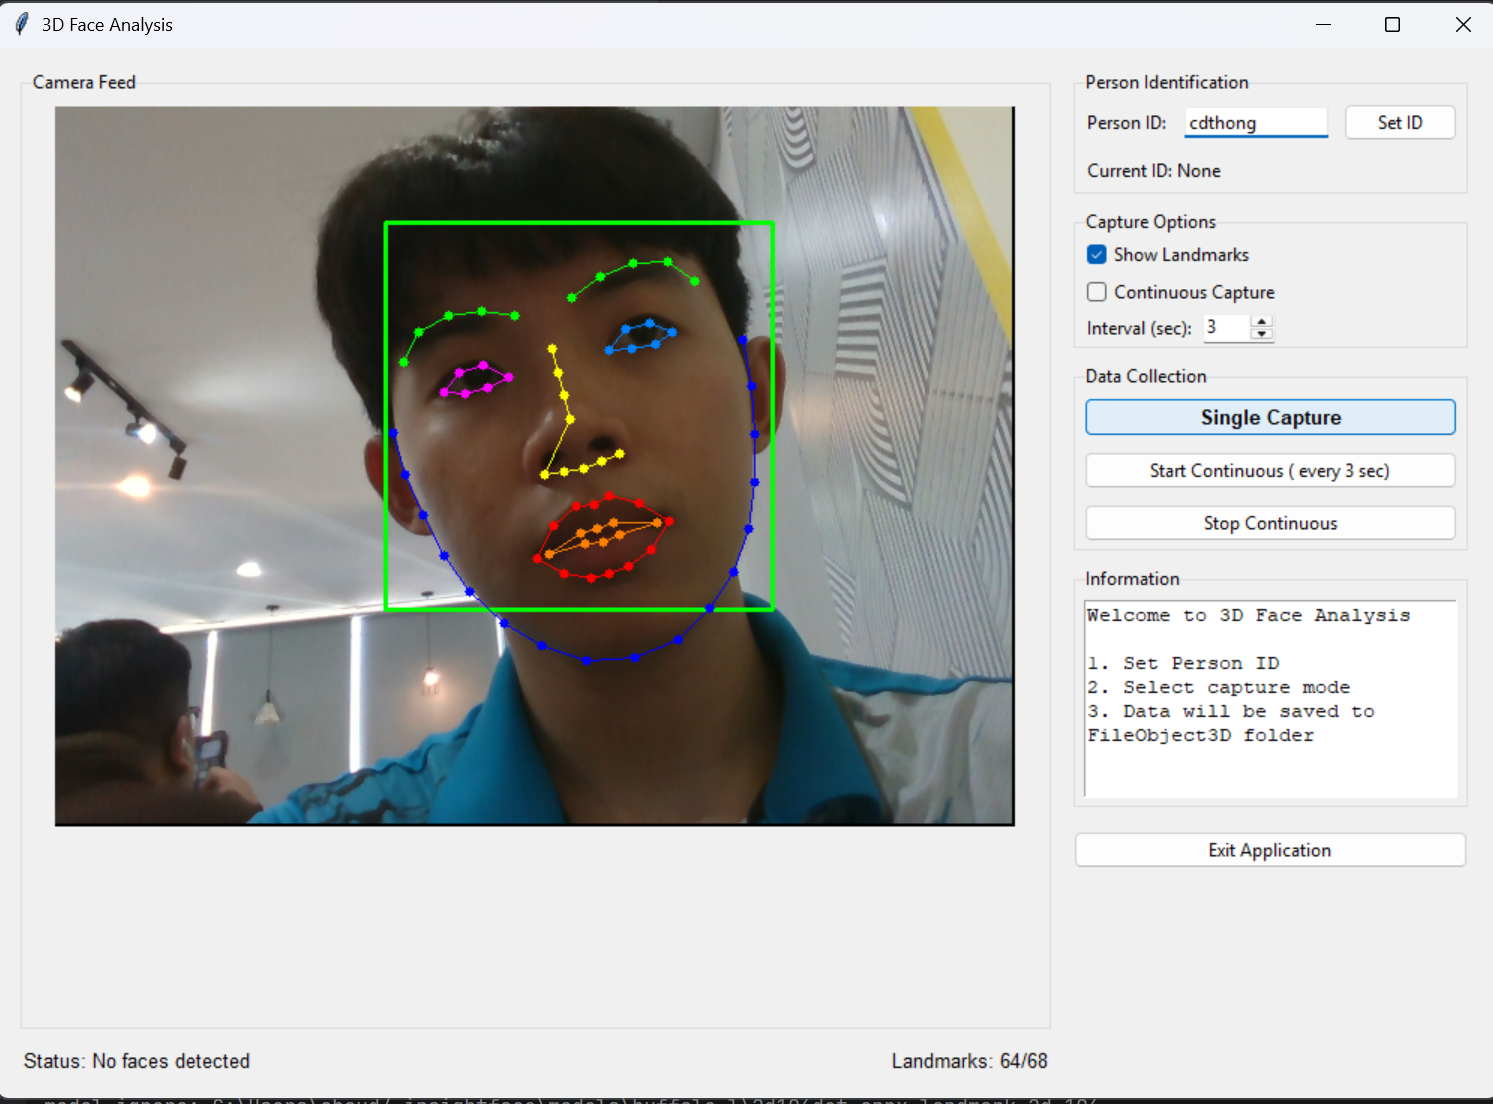 3D Face Analysis
Camera Feed
Person Identification
Person ID: cdthong Set ID
Current ID: None
Capture Options
Show Landmarks
Continuous Capture
Interval (sec): 3
Data Collection
Single Capture
Start Continuous ( every 3 sec)
Stop Continuous
Information
Welcome to 3D Face Analysis
1. Set Person ID
2. Select capture mode
3. Data will be saved to
FileObject3D folder
Exit Application
Status: No faces detected
Landmarks: 64/68